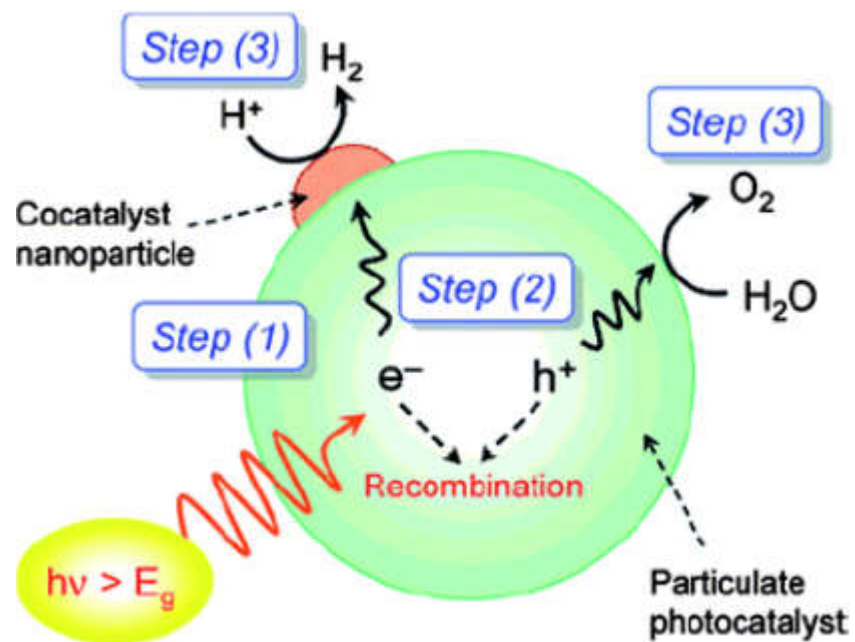 Step (3)
H₂
H⁺
Step (3)
O₂
Cocatalyst
nanoparticle
Step (2)
H₂O
Step (1)
e⁻
h⁺
Recombination
hν > E_g
Particulate
photocatalyst